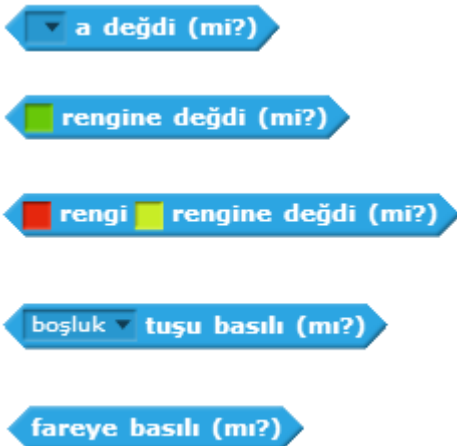 a değdi (mi?)
rengine değdi (mi?)
rengi rengine değdi (mi?)
boşluk tuşu basılı (mı?)
fareye basılı (mı?)